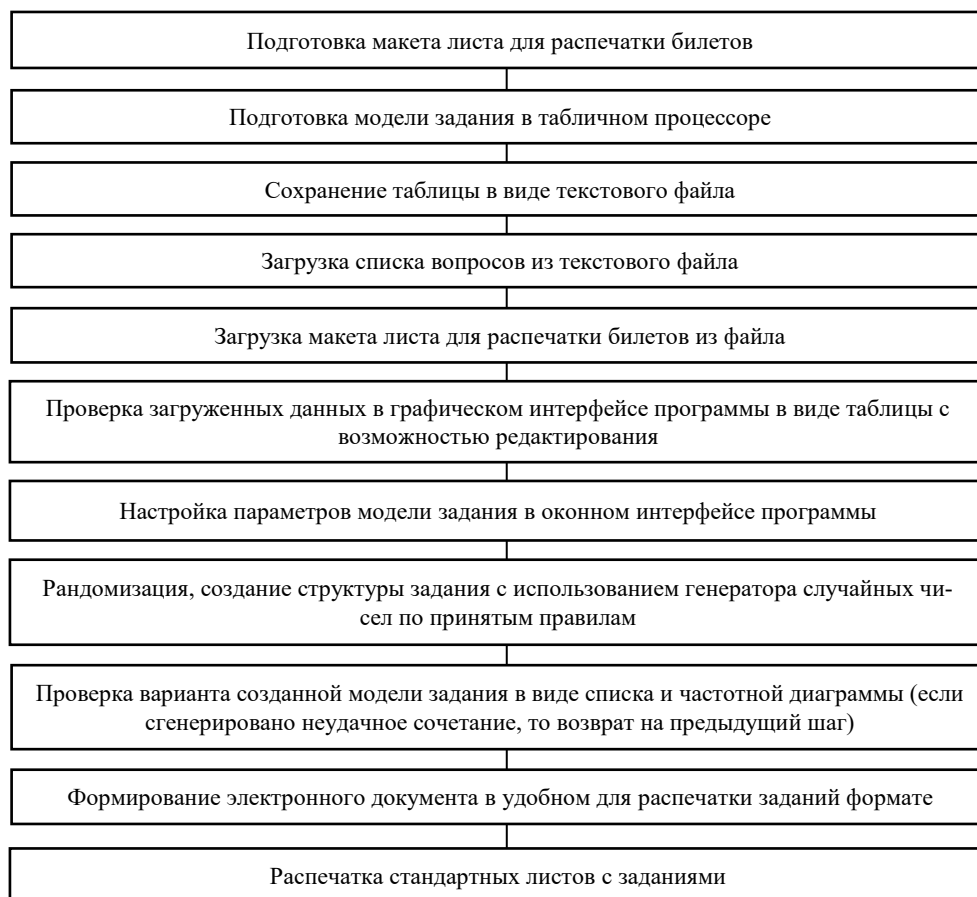 Подготовка макета листа для распечатки билетов
Подготовка модели задания в табличном процессоре
Сохранение таблицы в виде текстового файла
Загрузка списка вопросов из текстового файла
Загрузка макета листа для распечатки билетов из файла
Проверка загруженных данных в графическом интерфейсе программы в виде таблицы с
возможностью редактирования
Настройка параметров модели задания в оконном интерфейсе программы
Рандомизация, создание структуры задания с использованием генератора случайных чи-
сел по принятым правилам
Проверка варианта созданной модели задания в виде списка и частотной диаграммы (если
сгенерировано неудачное сочетание, то возврат на предыдущий шаг)
Формирование электронного документа в удобном для распечатки заданий формате
Распечатка стандартных листов с заданиями